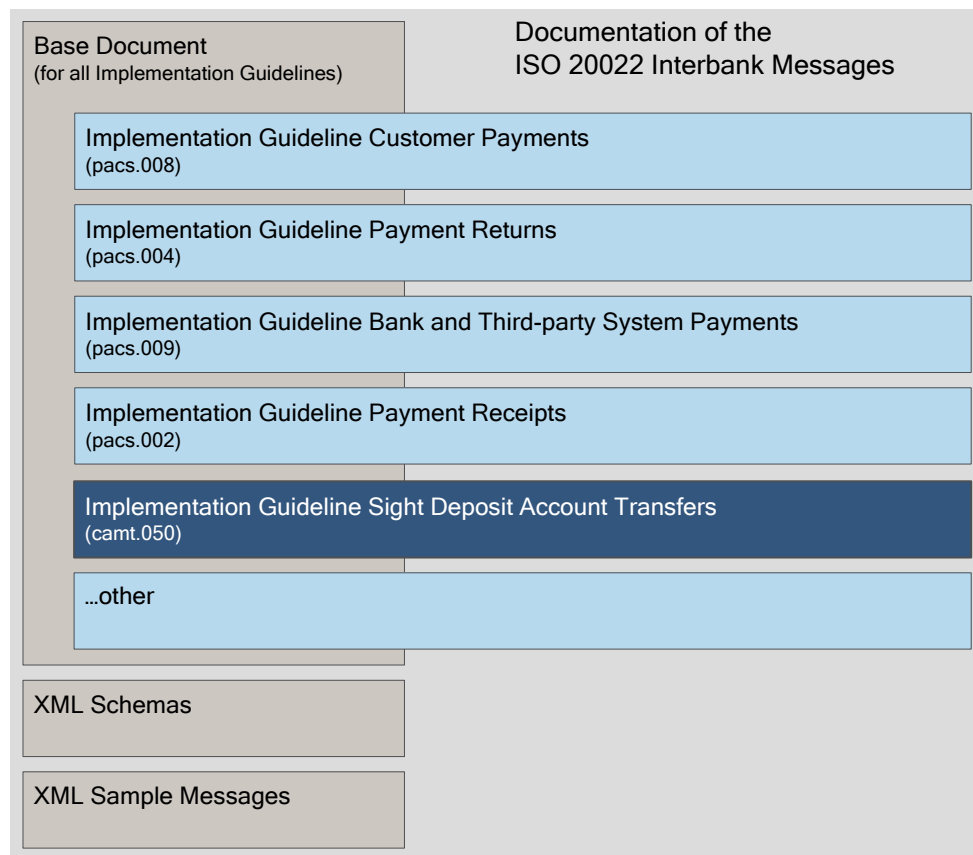 Base Document
(for all Implementation Guidelines)
Documentation of the
ISO 20022 Interbank Messages
Implementation Guideline Customer Payments
(pacs.008)
Implementation Guideline Payment Returns
(pacs.004)
Implementation Guideline Bank and Third-party System Payments
(pacs.009)
Implementation Guideline Payment Receipts
(pacs.002)
Implementation Guideline Sight Deposit Account Transfers
(camt.050)
…other
XML Schemas
XML Sample Messages